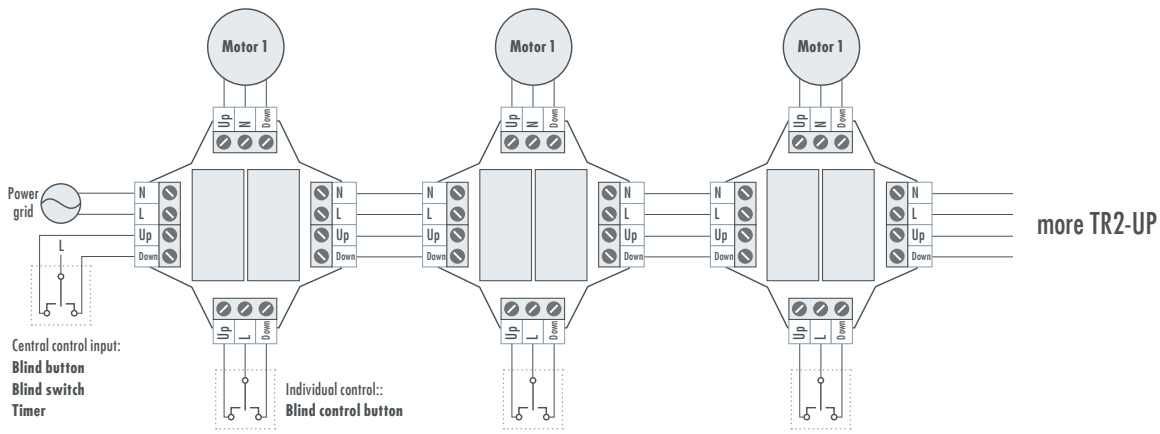 Motor 1
Motor 1
Motor 1
Up N Down
Up N Down
Up N Down
Power
grid
N
L
Up
Down
N
L
Up
Down
N
L
Up
Down
N
L
Up
Down
N
L
Up
Down
N
L
Up
Down
more TR2-UP
L
Up L Down
Up L Down
Up L Down
Central control input:
Blind button
Blind switch
Timer
Individual control::
Blind control button